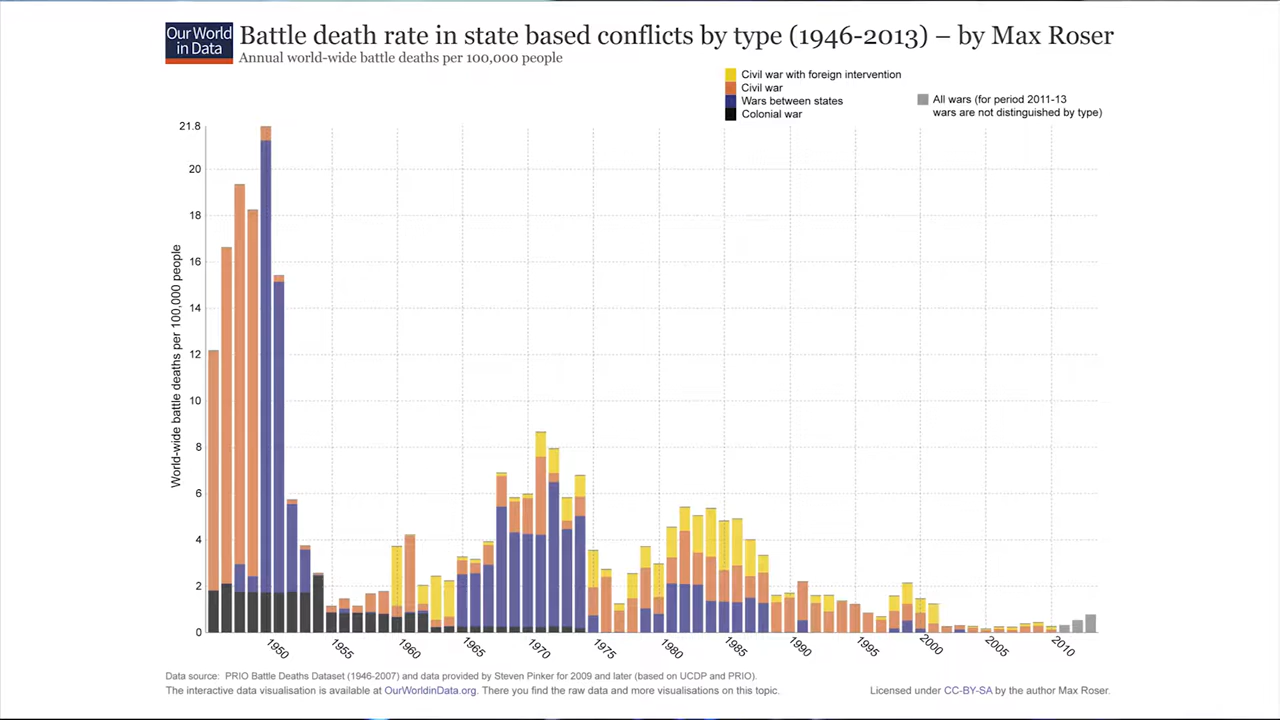 Our World
in Data
Battle death rate in state based conflicts by type (1946-2013) – by Max Roser
Annual world-wide battle deaths per 100,000 people
Civil war with foreign intervention
Civil war
Wars between states
Colonial war
All wars (for period 2011-13
wars are not distinguished by type)
World-wide battle deaths per 100,000 people
21.8
20
18
16
14
12
10
8
6
4
2
0
1950
1955
1960
1965
1970
1975
1980
1985
1990
1995
2000
2005
2010
Data source: PRIO Battle Deaths Dataset (1946-2007) and data provided by Steven Pinker for 2009 and later (based on UCDP and PRIO).
The interactive data visualisation is available at OurWorldinData.org. There you find the raw data and more visualisations on this topic.
Licensed under CC-BY-SA by the author Max Roser.